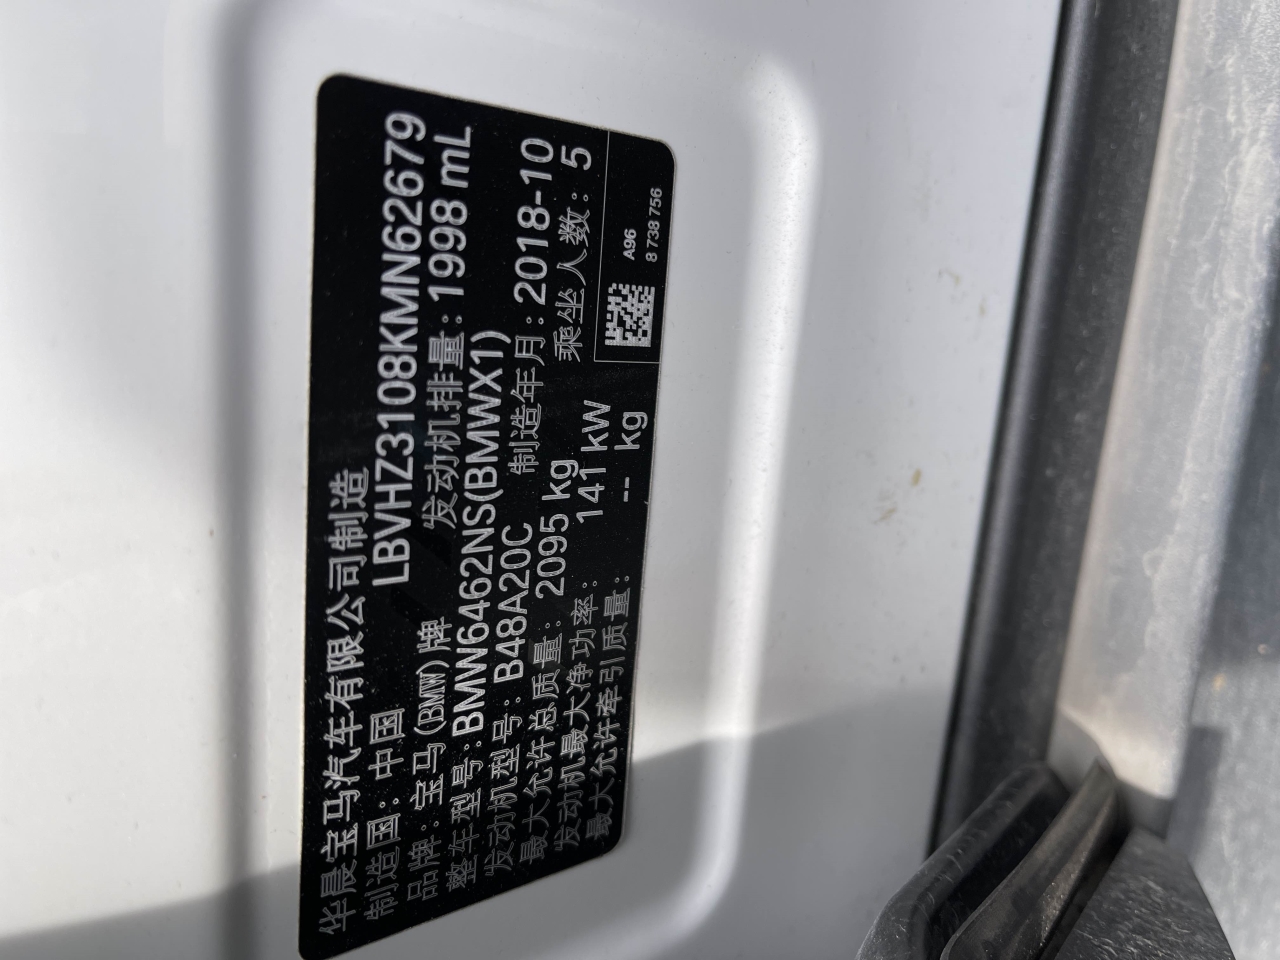 华晨宝马汽车有限公司制造
制造国：中国 LBVHZ3108KMN62679
品牌：宝马(BMW)牌 发动机排量：1998 mL
整车型号：BMW6462NS(BMWX1)
发动机型号：B48A20C 制造年月：2018-10
最大允许总质量：2095 kg 乘坐人数：5
发动机最大净功率：141 kW
最大允许牵引质量：-- kg
A96
8 738 756